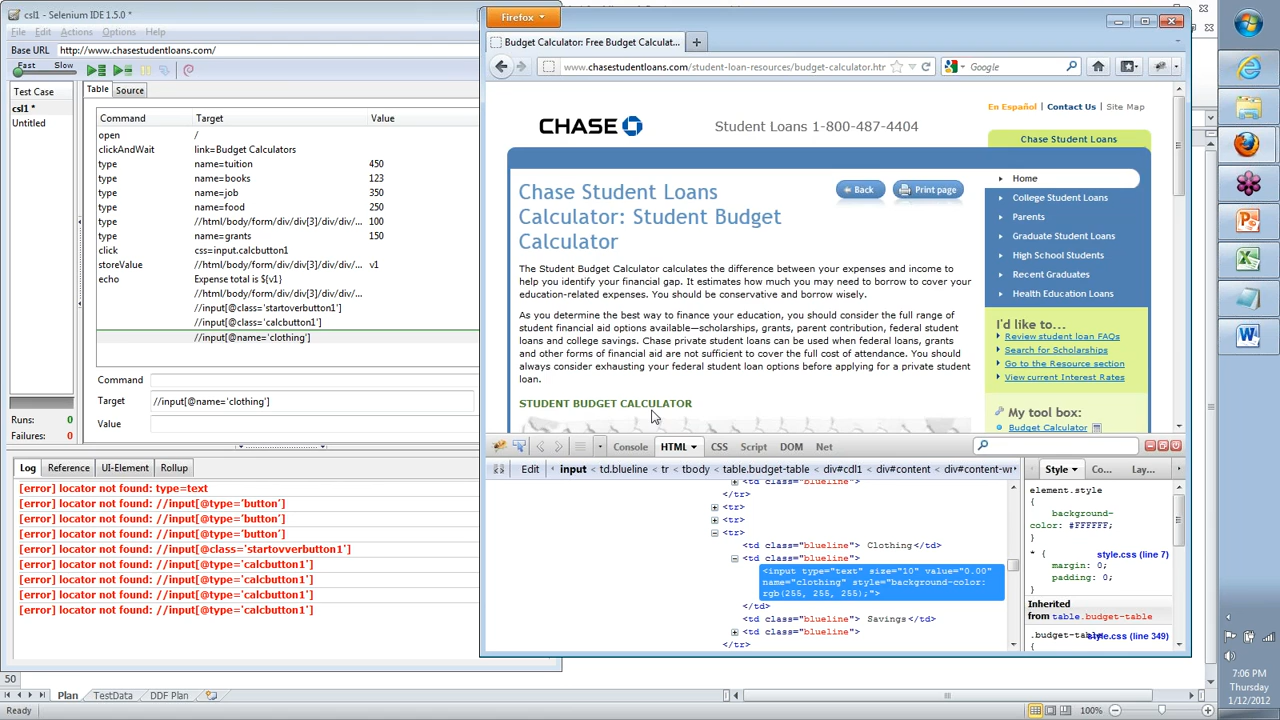 csl1 - Selenium IDE 1.5.0 *
File Edit Actions Options Help
Base URL http://www.chasestudentloans.com/
Fast Slow
Test Case
csl1 *
Untitled
Runs: 0
Failures: 0
Table Source
Command Target Value
open /
clickAndWait link=Budget Calculators
type name=tuition 450
type name=books 123
type name=job 350
type name=food 250
type //html/body/form/div/div[3]/div/div/... 100
type name=grants 150
click css=input.calcbutton1
storeValue //html/body/form/div/div[3]/div/div/... v1
echo Expense total is ${v1}
//html/body/form/div/div[3]/div/div/...
//input[@class='startoverbutton1']
//input[@class='calcbutton1']
//input[@name='clothing']
Command
Target //input[@name='clothing']
Value
Log Reference UI-Element Rollup
[error] locator not found: type=text
[error] locator not found: //input[@type='button']
[error] locator not found: //input[@type='button']
[error] locator not found: //input[@type='button']
[error] locator not found: //input[@class='startovverbutton1']
[error] locator not found: //input[@type='calcbutton1']
[error] locator not found: //input[@type='calcbutton1']
[error] locator not found: //input[@type='calcbutton1']
[error] locator not found: //input[@type='calcbutton1']
Firefox
Budget Calculator: Free Budget Calculat...
www.chasestudentloans.com/student-loan-resources/budget-calculator.htr
Google
En Español Contact Us Site Map
CHASE
Student Loans 1-800-487-4404
Chase Student Loans
Chase Student Loans
Calculator: Student Budget
Calculator
Back Print page
The Student Budget Calculator calculates the difference between your expenses and income to
help you identify your financial gap. It estimates how much you may need to borrow to cover your
education-related expenses. You should be conservative and borrow wisely.
As you determine the best way to finance your education, you should consider the full range of
student financial aid options available—scholarships, grants, parent contribution, federal student
loans and college savings. Chase private student loans can be used when federal loans, grants
and other forms of financial aid are not sufficient to cover the full cost of attendance. You should
always consider exhausting your federal student loan options before applying for a private student
loan.
STUDENT BUDGET CALCULATOR
Home
College Student Loans
Parents
Graduate Student Loans
High School Students
Recent Graduates
Health Education Loans
I'd like to...
Review student loan FAQs
Search for Scholarships
Go to the Resource section
View current Interest Rates
My tool box:
Budget Calculator
Console HTML CSS Script DOM Net
Edit input < td.blueline < tr < tbody < table.budget-table < div#cdl1 < div#content < div#content-wr
<td class="blueline">
</tr>
<tr>
<tr>
<tr>
<td class="blueline"> Clothing</td>
<td class="blueline">
<input type="text" size="10" value="0.00"
name="clothing" style="background-color:
rgb(255, 255, 255);">
</td>
<td class="blueline"> Savings</td>
<td class="blueline">
</tr>
Style Co... Lay...
element.style
{
background-
color: #FFFFFF;
}
style.css (line 7)
* {
margin: 0;
padding: 0;
}
Inherited
from table.budget-table
.budget-table style.css (line 349)
{
50
Plan TestData DDF Plan
Ready
100%
7:06 PM
Thursday
1/12/2012